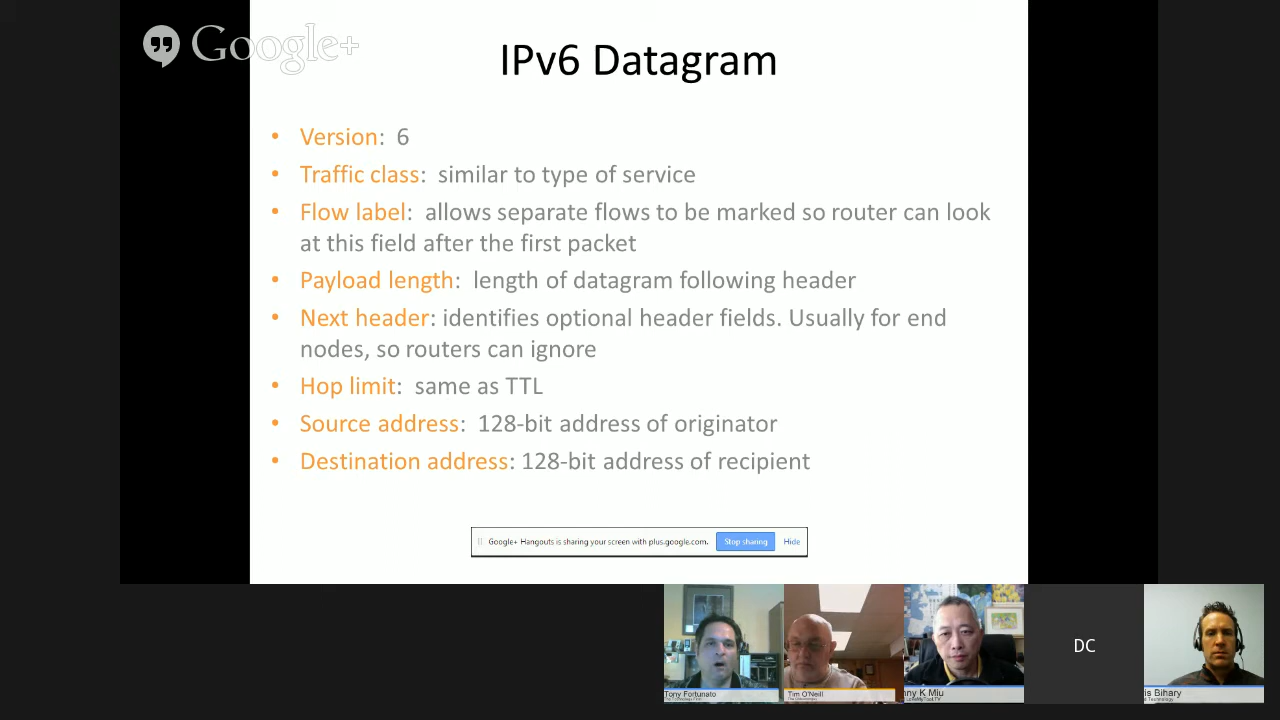 Google+
IPv6 Datagram
• Version: 6
• Traffic class: similar to type of service
• Flow label: allows separate flows to be marked so router can look
at this field after the first packet
• Payload length: length of datagram following header
• Next header: identifies optional header fields. Usually for end
nodes, so routers can ignore
• Hop limit: same as TTL
• Source address: 128-bit address of originator
• Destination address: 128-bit address of recipient
Google+ Hangouts is sharing your screen with plus.google.com. Stop sharing Hide
DC
Tony Fortunato
Tim O'Neill
nny K Miu
is Bihary